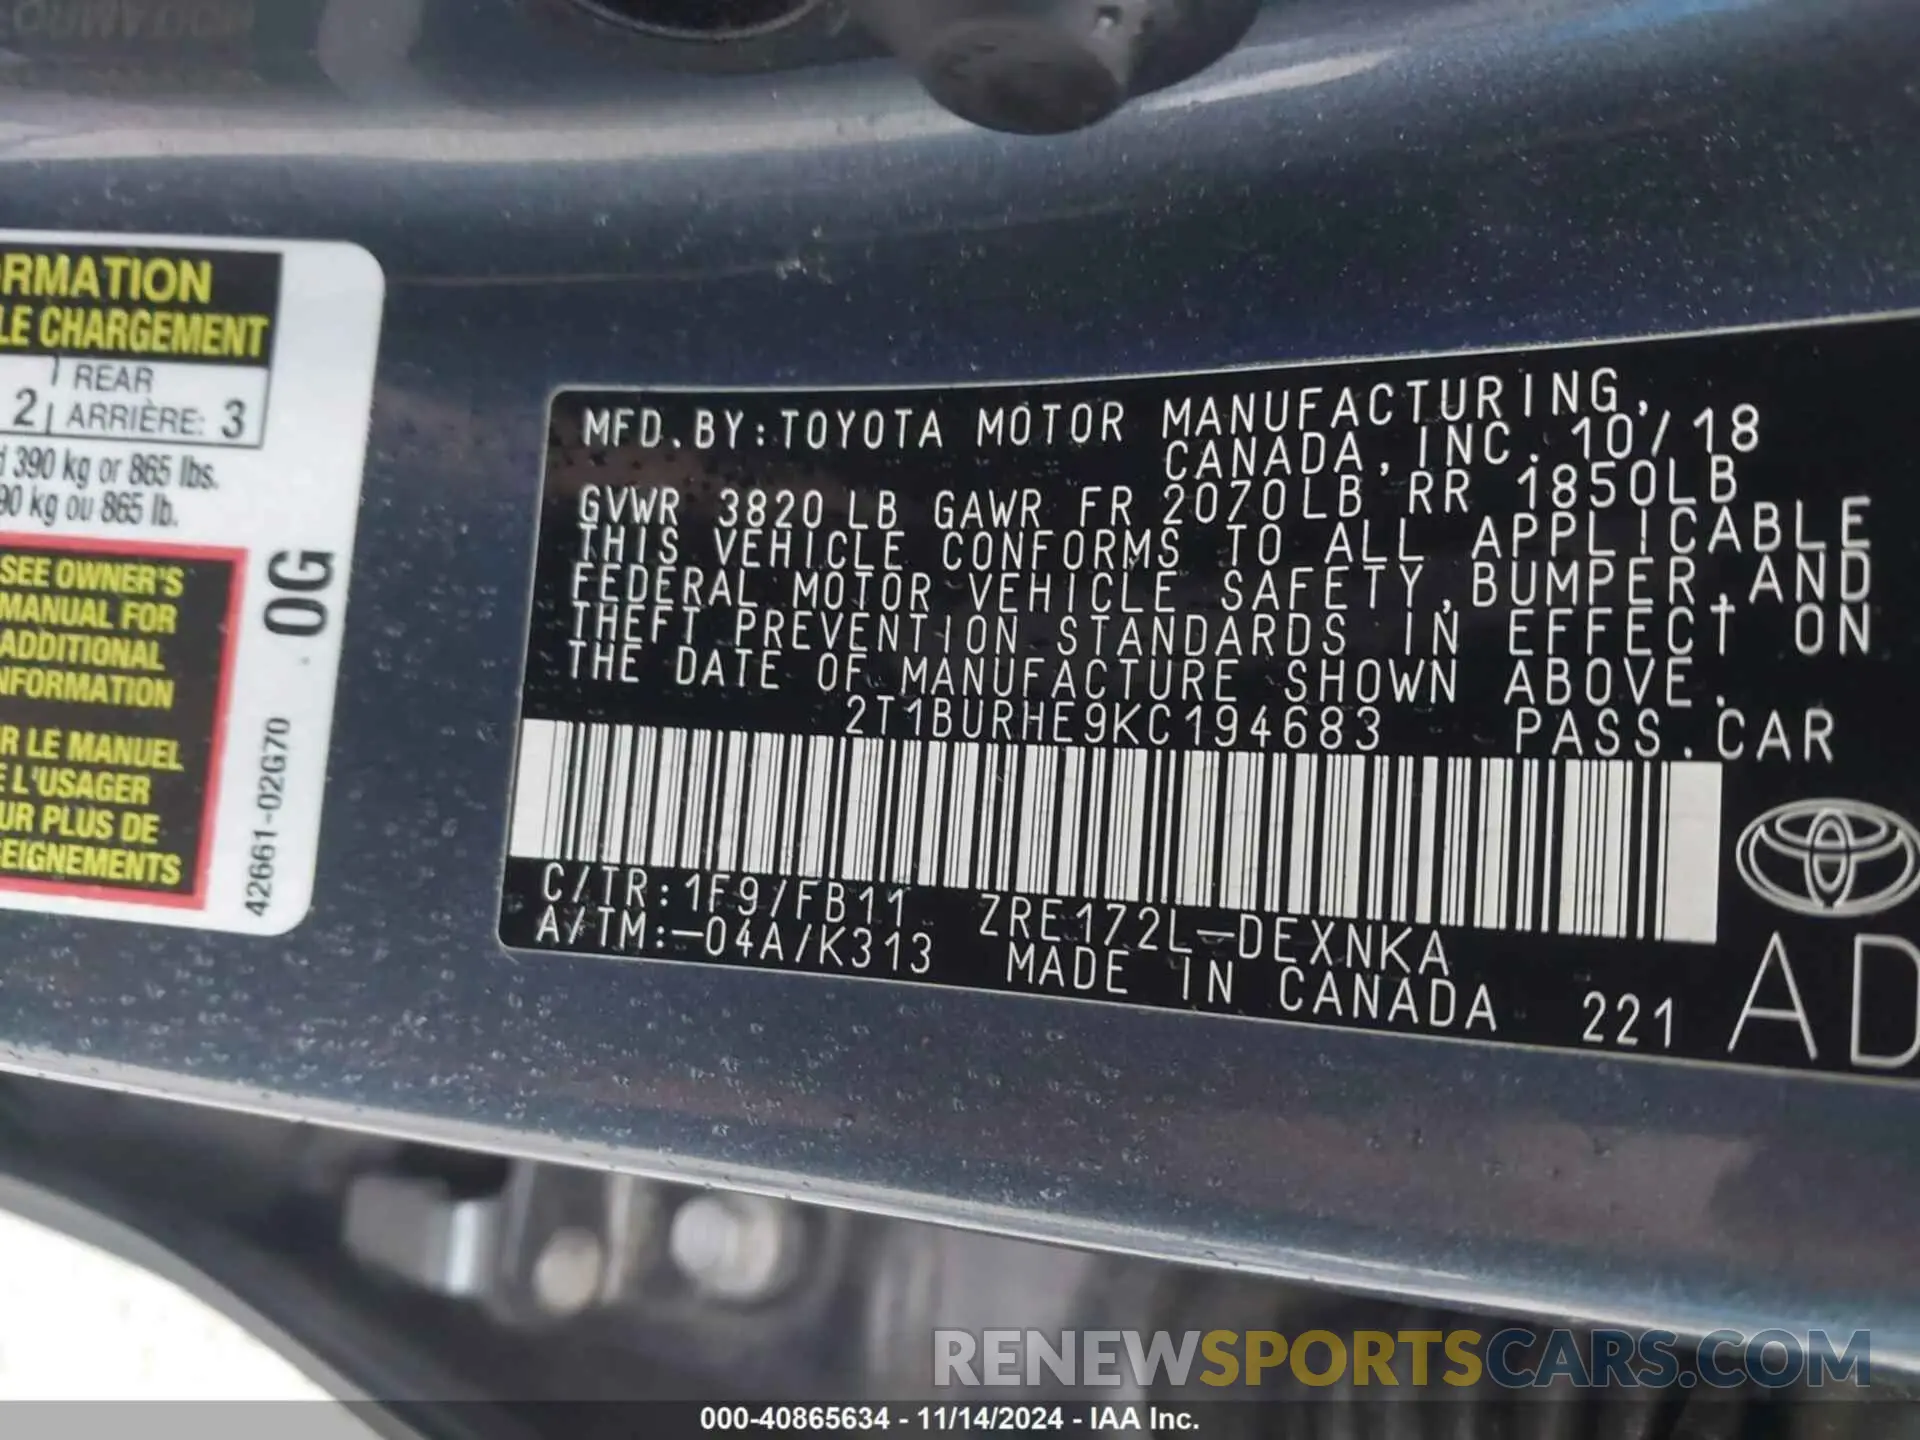 RMATION
LE CHARGEMENT
2 REAR
ARRIÈRE: 3
390 kg or 865 lbs.
90 kg ou 865 lb.
SEE OWNER'S
MANUAL FOR
ADDITIONAL
NFORMATION
R LE MANUEL
E L'USAGER
UR PLUS DE
EIGNEMENTS
0G
42661-02G70
MFD.BY:TOYOTA MOTOR MANUFACTURING,
CANADA,INC. 10/18
GVWR 3820 LB GAWR FR 2070LB RR 1850LB
THIS VEHICLE CONFORMS TO ALL APPLICABLE
FEDERAL MOTOR VEHICLE SAFETY,BUMPER,AND
THEFT PREVENTION STANDARDS IN EFFECT ON
THE DATE OF MANUFACTURE SHOWN ABOVE.
2T1BURHE9KC194683 PASS.CAR
C/TR:1F9/FB11 ZRE172L-DEXNKA
A/TM:-04A/K313 MADE IN CANADA 221
AD
RENEWSPORTSCARS.COM
000-40865634 - 11/14/2024 - IAA Inc.